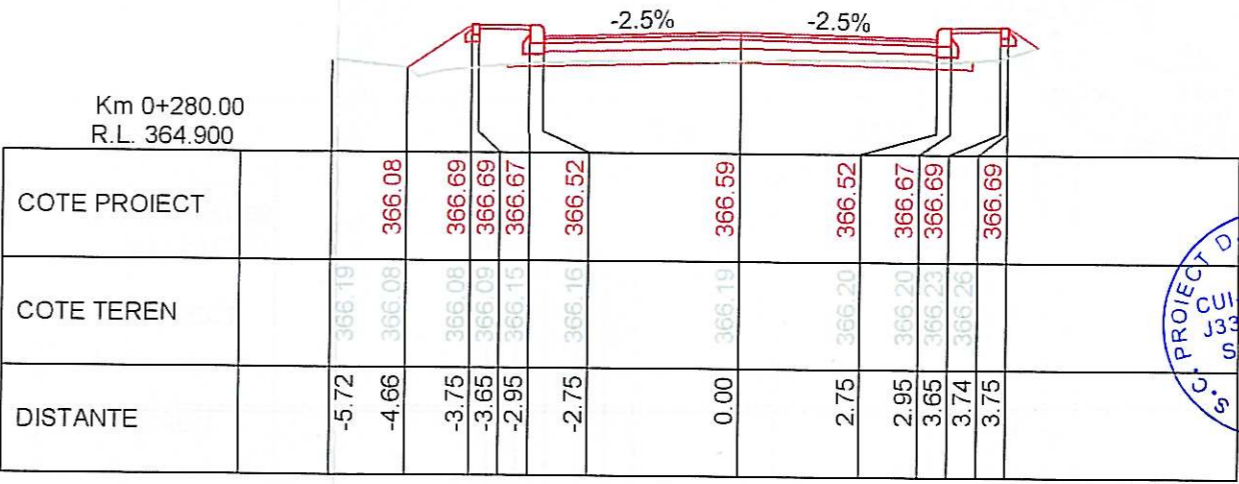 -2.5% -2.5%
Km 0+280.00
R.L. 364.900
COTE PROIECT 366.08 366.69 366.69 366.67 366.52 366.59 366.52 366.67 366.69 366.69
COTE TEREN 366.19 366.08 366.08 366.09 366.15 366.16 366.19 366.20 366.20 366.23 366.26
DISTANTE -5.72 -4.66 -3.75 -3.65 -2.95 -2.75 0.00 2.75 2.95 3.65 3.74 3.75
S.C. PROIECT D
CUI
J33
S